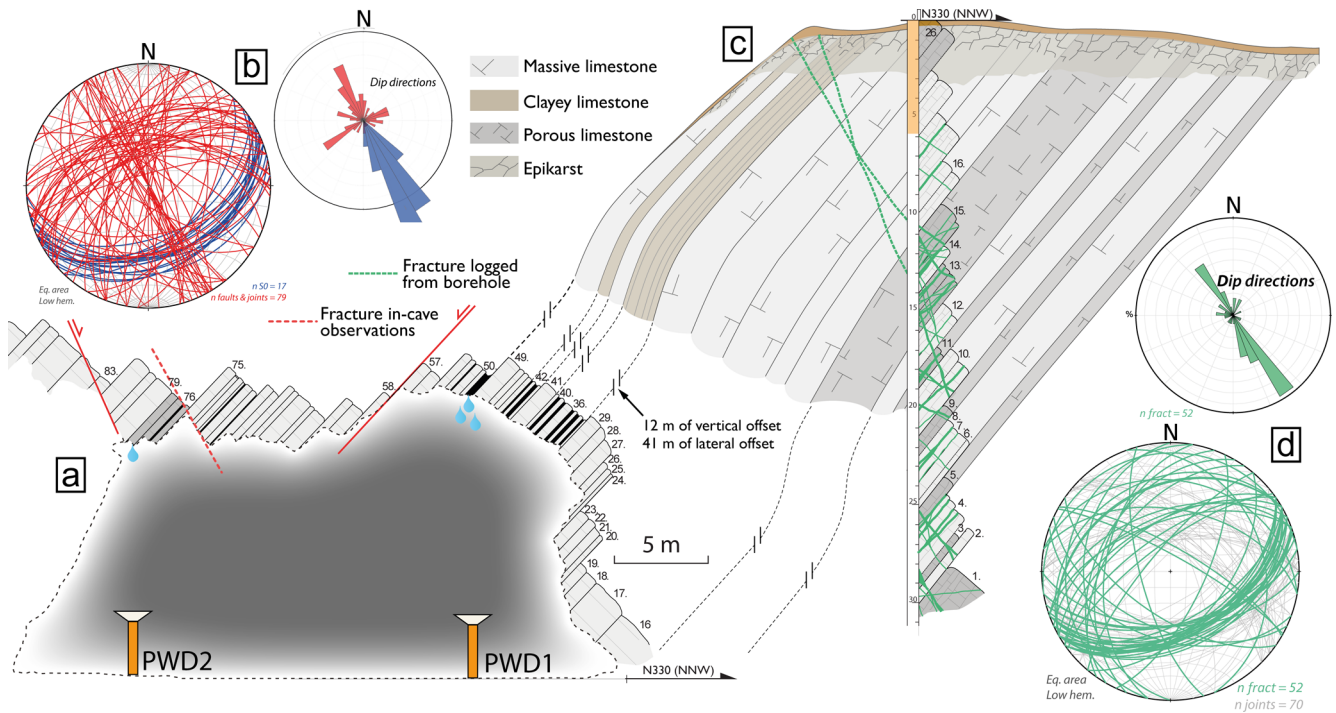 b
N
N
Dip directions
Eq. area
Low hem.
n S0 = 17
n faults & joints = 79
Massive limestone
Clayey limestone
Porous limestone
Epikarst
Fracture logged
from borehole
Fracture in-cave
observations
c
N330 (NNW)
0
5
10
15
20
25
30
26.
16.
15.
14.
13.
12.
11.
10.
9.
8.
7.
6.
5.
4.
3.
2.
1.
N
Dip directions
%
n fract = 52
d
N
Eq. area
Low hem.
n fract = 52
n joints = 70
a
83.
79.
76.
75.
58.
57.
50.
49.
42.
41.
40.
36.
29.
28.
27.
26.
25.
24.
23.
22.
21.
20.
19.
18.
17.
16
12 m of vertical offset
41 m of lateral offset
5 m
PWD2
PWD1
N330 (NNW)